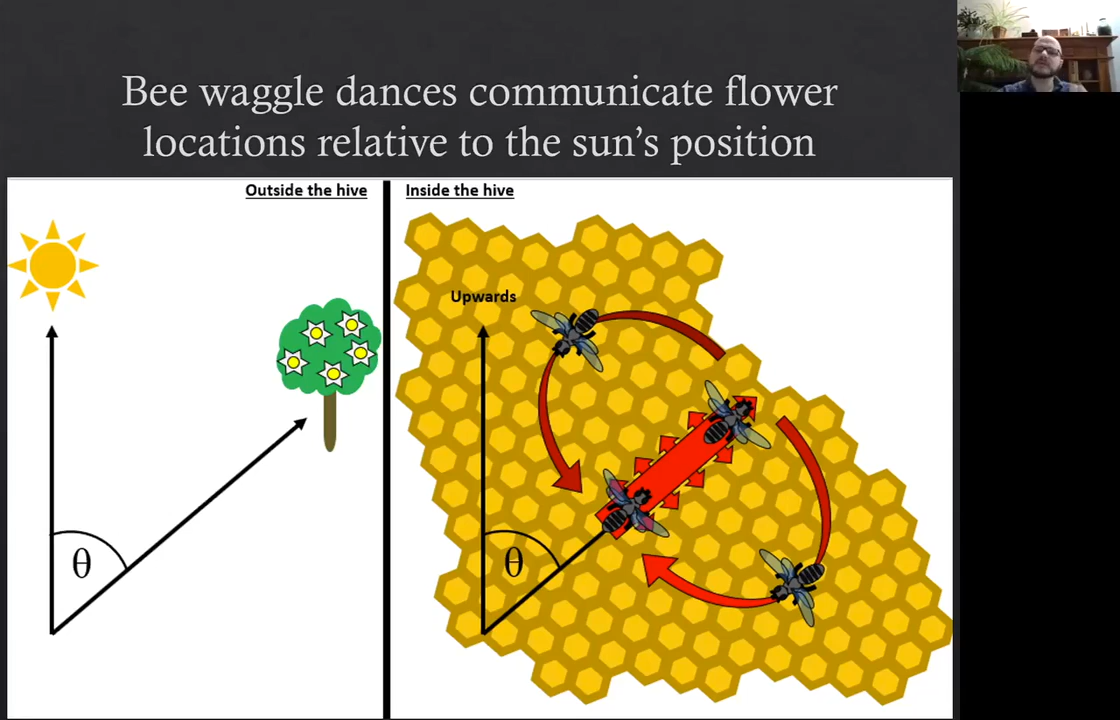 Bee waggle dances communicate flower
locations relative to the sun's position
Outside the hive
Inside the hive
Upwards
θ
θ